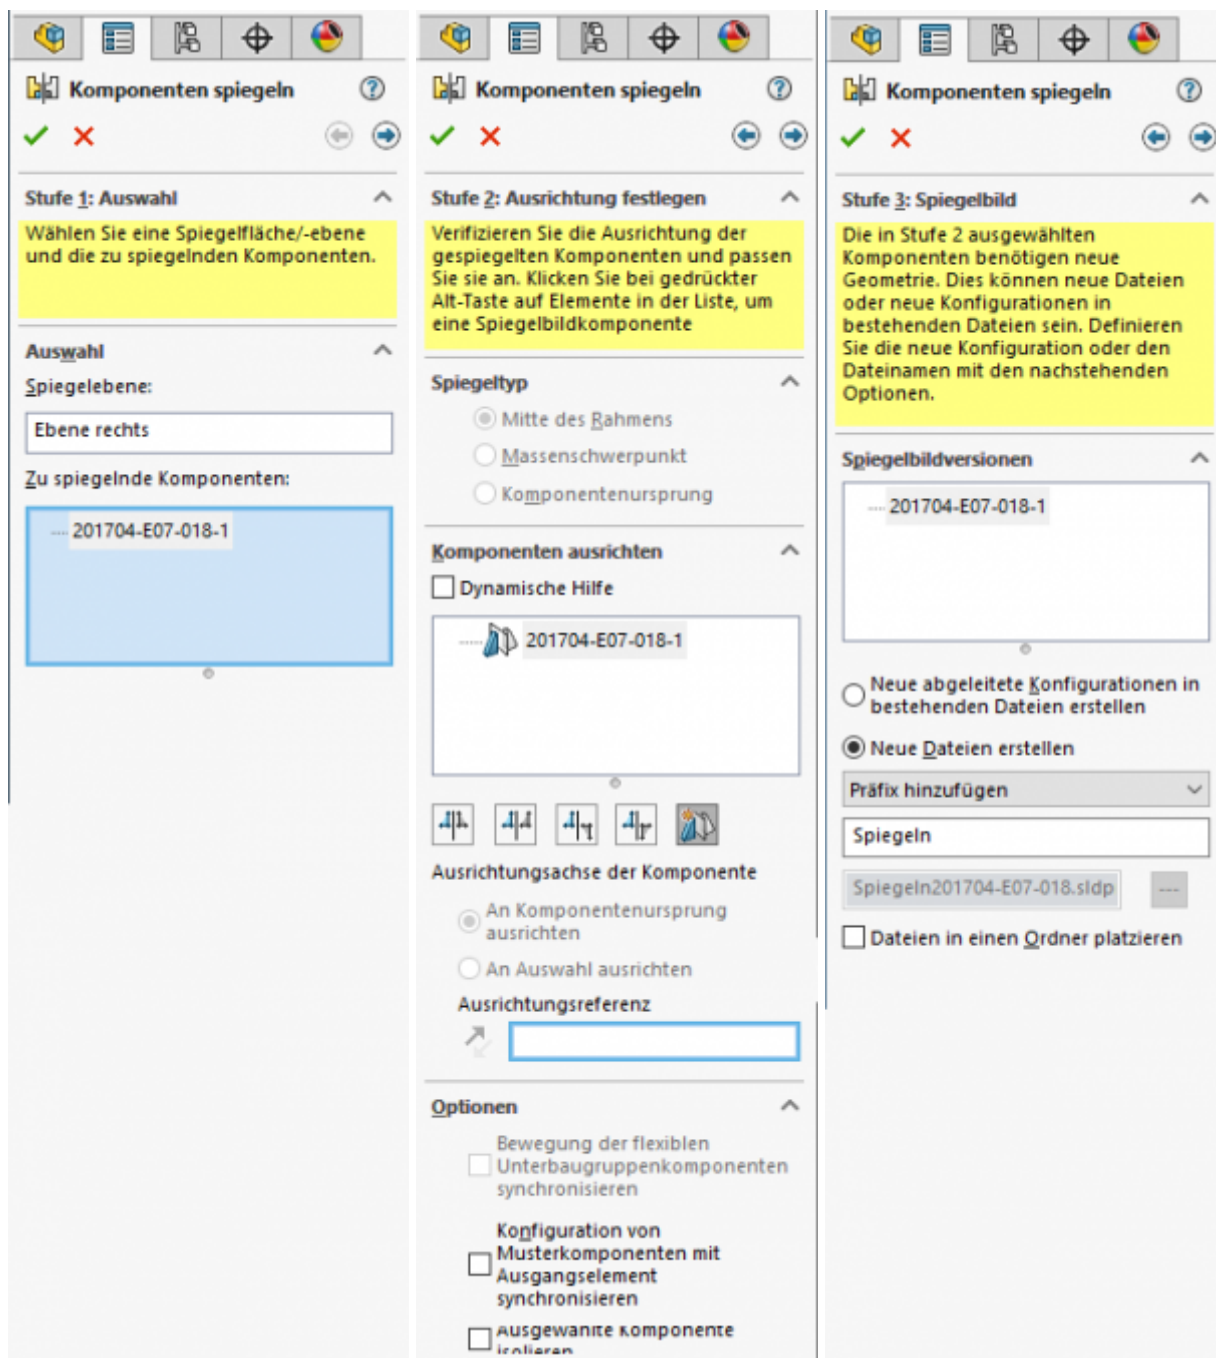 Komponenten spiegeln
Stufe 1: Auswahl
Wählen Sie eine Spiegelfläche/-ebene
und die zu spiegelnden Komponenten.
Auswahl
Spiegelebene:
Ebene rechts
Zu spiegelnde Komponenten:
201704-E07-018-1
Komponenten spiegeln
Stufe 2: Ausrichtung festlegen
Verifizieren Sie die Ausrichtung der
gespiegelten Komponenten und passen
Sie sie an. Klicken Sie bei gedrückter
Alt-Taste auf Elemente in der Liste, um
eine Spiegelbildkomponente
Spiegeltyp
Mitte des Rahmens
Massenschwerpunkt
Komponentenursprung
Komponenten ausrichten
Dynamische Hilfe
201704-E07-018-1
Ausrichtungsachse der Komponente
An Komponentenursprung
ausrichten
An Auswahl ausrichten
Ausrichtungsreferenz
Optionen
Bewegung der flexiblen
Unterbaugruppenkomponenten
synchronisieren
Konfiguration von
Musterkomponenten mit
Ausgangselement
synchronisieren
Ausgewählte Komponente
isolieren
Komponenten spiegeln
Stufe 3: Spiegelbild
Die in Stufe 2 ausgewählten
Komponenten benötigen neue
Geometrie. Dies können neue Dateien
oder neue Konfigurationen in
bestehenden Dateien sein. Definieren
Sie die neue Konfiguration oder den
Dateinamen mit den nachstehenden
Optionen.
Spiegelbildversionen
201704-E07-018-1
Neue abgeleitete Konfigurationen in
bestehenden Dateien erstellen
Neue Dateien erstellen
Präfix hinzufügen
Spiegeln
Spiegeln201704-E07-018.sldp
...
Dateien in einen Ordner platzieren